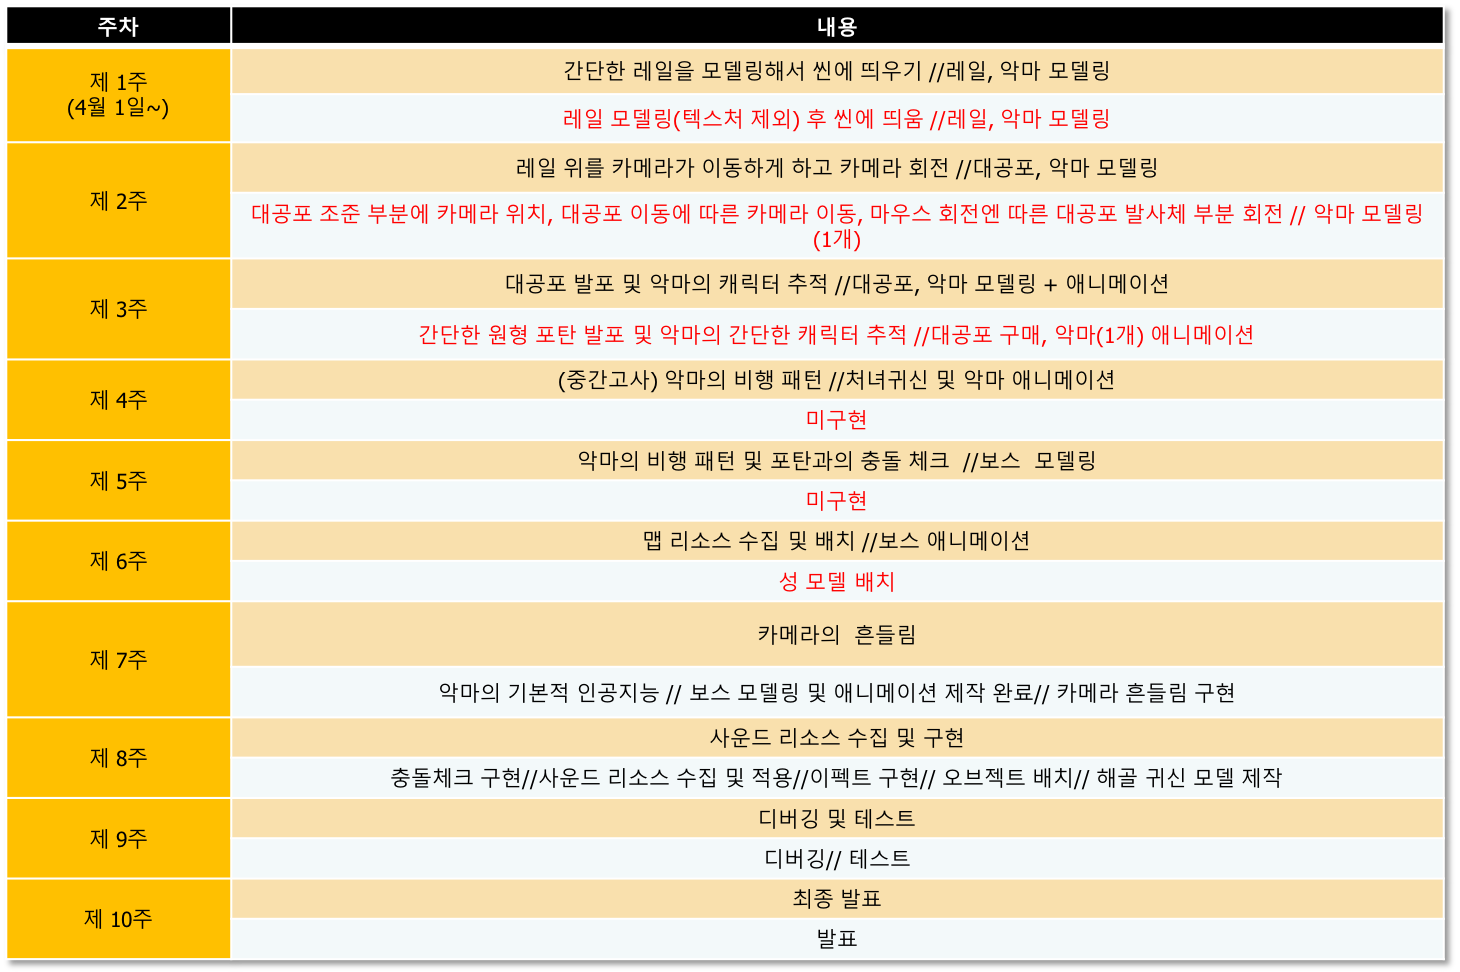 주차
내용
제 1주
(4월 1일~)
간단한 레일을 모델링해서 씬에 띄우기 //레일, 악마 모델링
레일 모델링(텍스처 제외) 후 씬에 띄움 //레일, 악마 모델링
제 2주
레일 위를 카메라가 이동하게 하고 카메라 회전 //대공포, 악마 모델링
대공포 조준 부분에 카메라 위치, 대공포 이동에 따른 카메라 이동, 마우스 회전엔 따른 대공포 발사체 부분 회전 // 악마 모델링
(1개)
제 3주
대공포 발포 및 악마의 캐릭터 추적 //대공포, 악마 모델링 + 애니메이션
간단한 원형 포탄 발포 및 악마의 간단한 캐릭터 추적 //대공포 구매, 악마(1개) 애니메이션
제 4주
(중간고사) 악마의 비행 패턴 //처녀귀신 및 악마 애니메이션
미구현
제 5주
악마의 비행 패턴 및 포탄과의 충돌 체크  //보스  모델링
미구현
제 6주
맵 리소스 수집 및 배치 //보스 애니메이션
성 모델 배치
제 7주
카메라의  흔들림
악마의 기본적 인공지능 // 보스 모델링 및 애니메이션 제작 완료// 카메라 흔들림 구현
제 8주
사운드 리소스 수집 및 구현
충돌체크 구현//사운드 리소스 수집 및 적용//이펙트 구현// 오브젝트 배치// 해골 귀신 모델 제작
제 9주
디버깅 및 테스트
디버깅// 테스트
제 10주
최종 발표
발표